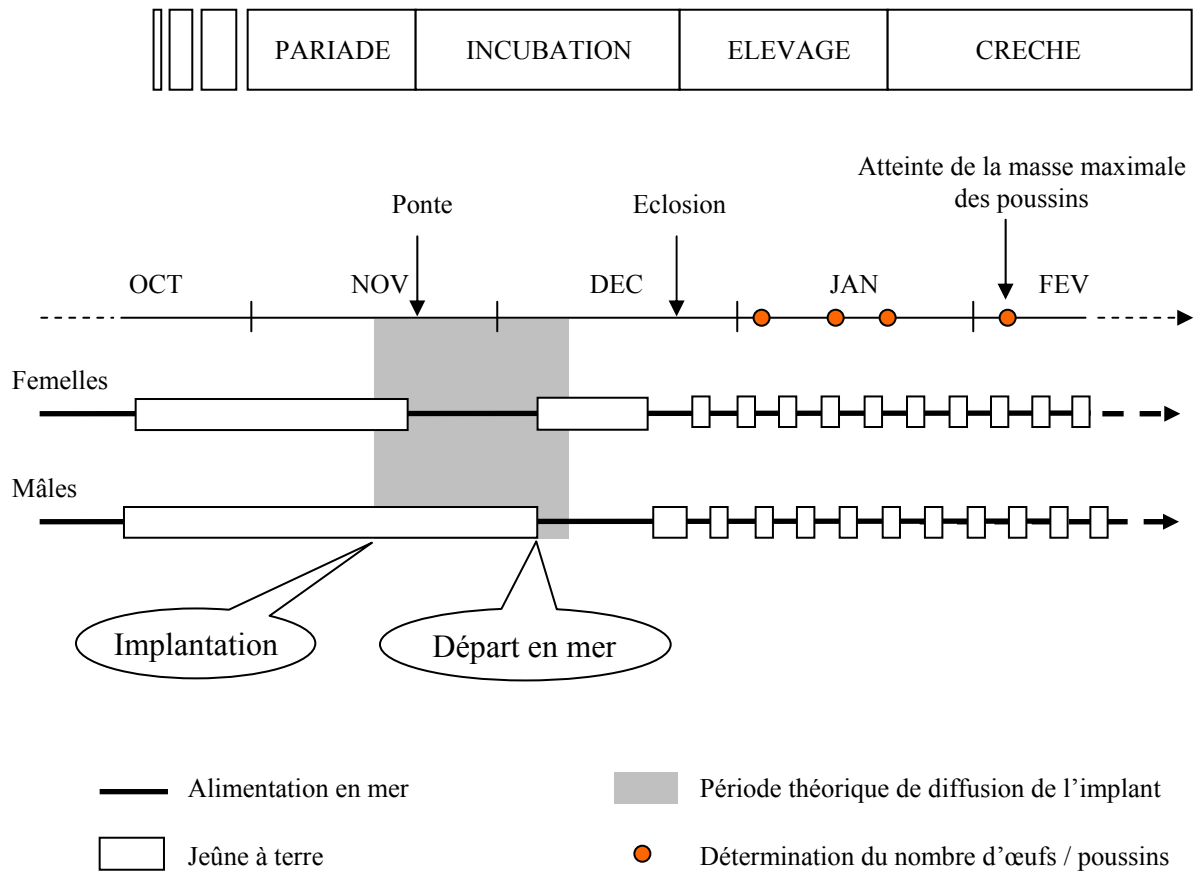 PARIADE INCUBATION ELEVAGE CRECHE
Atteinte de la masse maximale
des poussins
Ponte Eclosion
OCT NOV DEC JAN FEV
Femelles
Mâles
Implantation Départ en mer
Alimentation en mer Période théorique de diffusion de l’implant
Jeûne à terre Détermination du nombre d’œufs / poussins